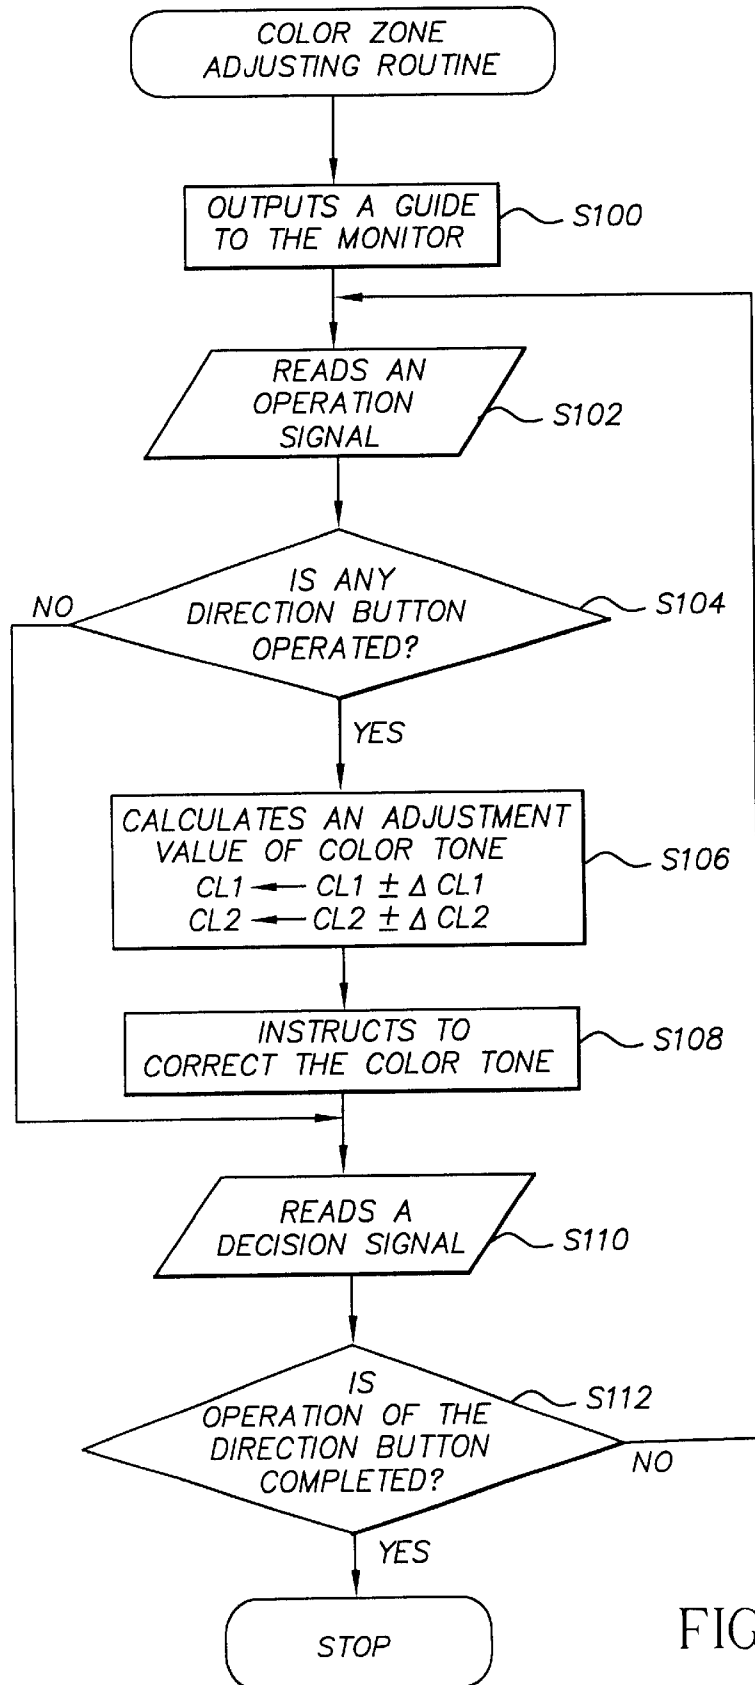 COLOR ZONE
ADJUSTING ROUTINE
OUTPUTS A GUIDE
TO THE MONITOR
S100
READS AN
OPERATION
SIGNAL
S102
IS ANY
DIRECTION BUTTON
OPERATED?
S104
NO
YES
CALCULATES AN ADJUSTMENT
VALUE OF COLOR TONE
CL1 ← CL1 ± Δ CL1
CL2 ← CL2 ± Δ CL2
S106
INSTRUCTS TO
CORRECT THE COLOR TONE
S108
READS A
DECISION SIGNAL
S110
IS
OPERATION OF THE
DIRECTION BUTTON
COMPLETED?
S112
NO
YES
STOP
FIG